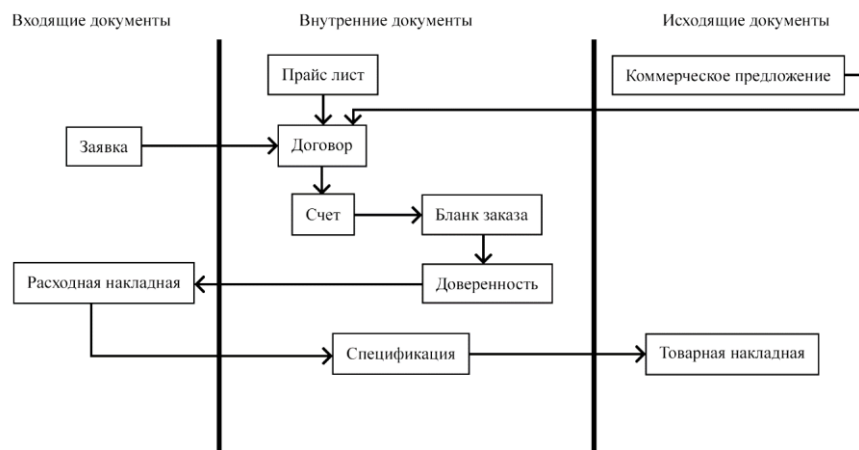 Входящие документы
Внутренние документы
Исходящие документы
Прайс лист
Коммерческое предложение
Заявка
Договор
Счет
Бланк заказа
Расходная накладная
Доверенность
Спецификация
Товарная накладная